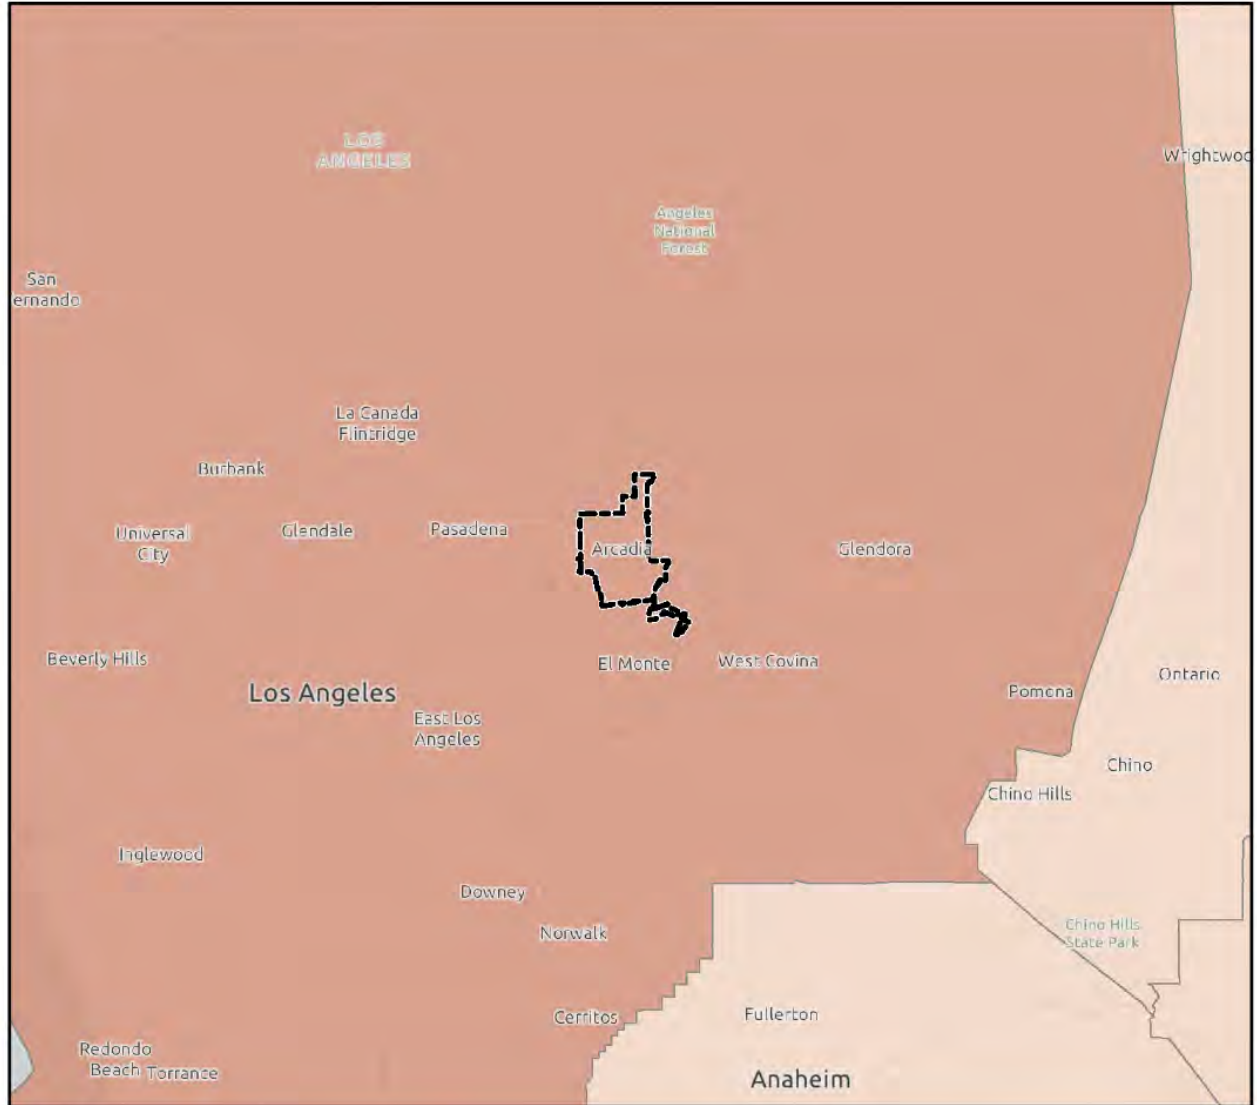 LOS
ANGELES
Wrightwoo
Angeles
National
Forest
San
ernando
La Canada
Flintridge
Burbank
Universal
City
Glendale
Pasadena
Arcadia
Glendora
Beverly Hills
El Monte
West Covina
Ontario
Los Angeles
Pomona
East Los
Angeles
Chino
Chino Hills
Inglewood
Downey
Norwalk
Chino Hills
State Park
Cerritos
Fullerton
Redondo
Beach
Torrance
Anaheim